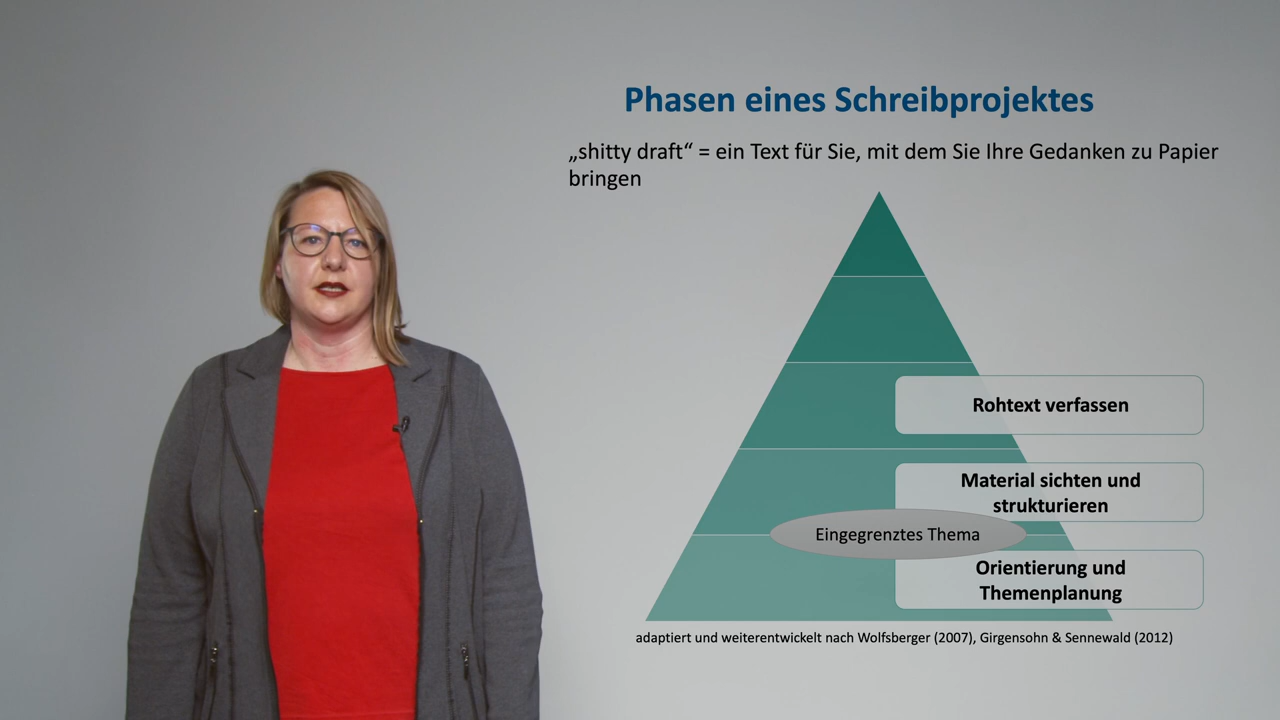 Phasen eines Schreibprojektes
„shitty draft“ = ein Text für Sie, mit dem Sie Ihre Gedanken zu Papier
bringen
Rohtext verfassen
Material sichten und
strukturieren
Eingegrenztes Thema
Orientierung und
Themenplanung
adaptiert und weiterentwickelt nach Wolfsberger (2007), Girgensohn & Sennewald (2012)